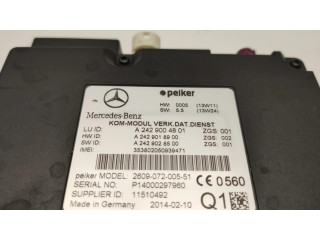 peiker
HW: 0005 (13W11)
SW: 5.5 (13W24)
Mercedes-Benz
KOM-MODUL VERK.DAT.DIENST
LU ID: A 242 900 46 01 ZGS: 001
HW ID: A 242 901 89 00 ZGS: 001
SW ID: A 242 902 85 00 ZGS: 002
IMEI: 353802050939471
peiker MODEL: 2609-072-005-51
SERIAL NO: P14000297960
SUPPLIER ID: 11510492
Made in Germany 2014-02-10
CE 0560
Q1